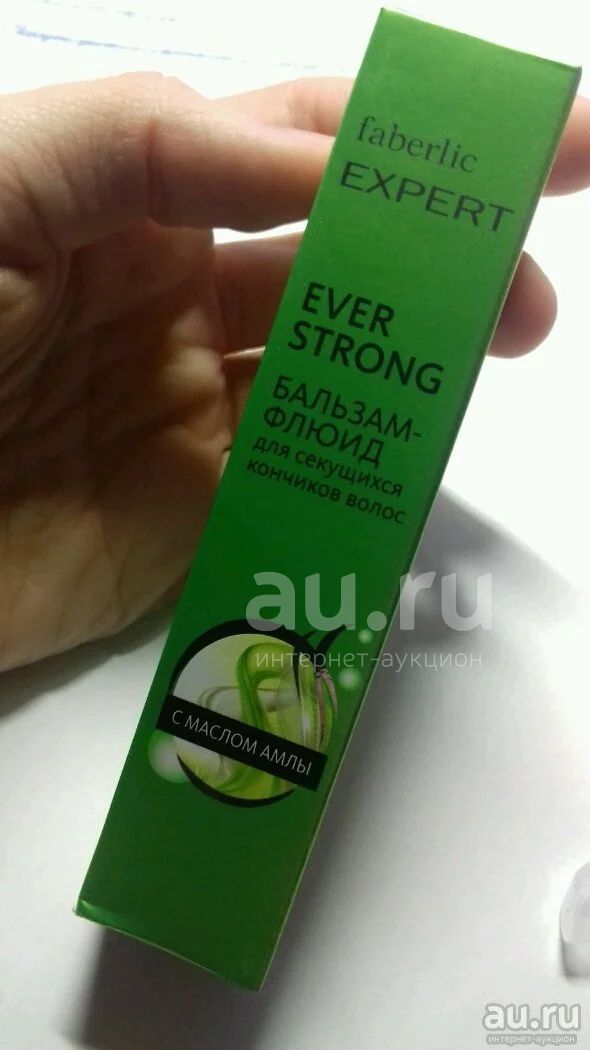 faberlic
EXPERT
EVER
STRONG
БАЛЬЗАМ-
ФЛЮИД
для секущихся
кончиков волос
au.ru
интернет-аукцион
С МАСЛОМ АМЛЫ
au.ru
интернет-аукцион